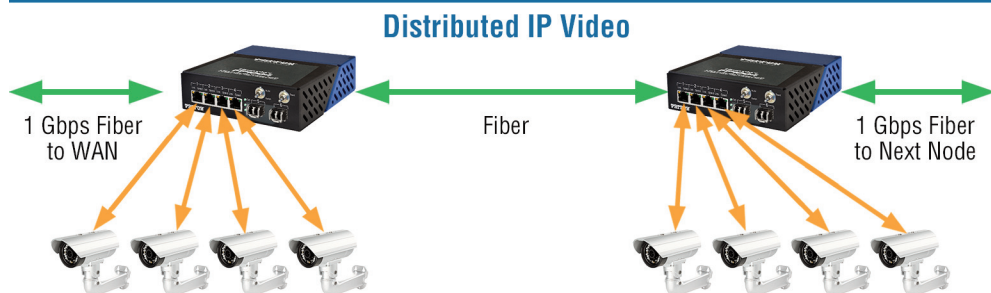 Distributed IP Video
1 Gbps Fiber
to WAN
Fiber
1 Gbps Fiber
to Next Node